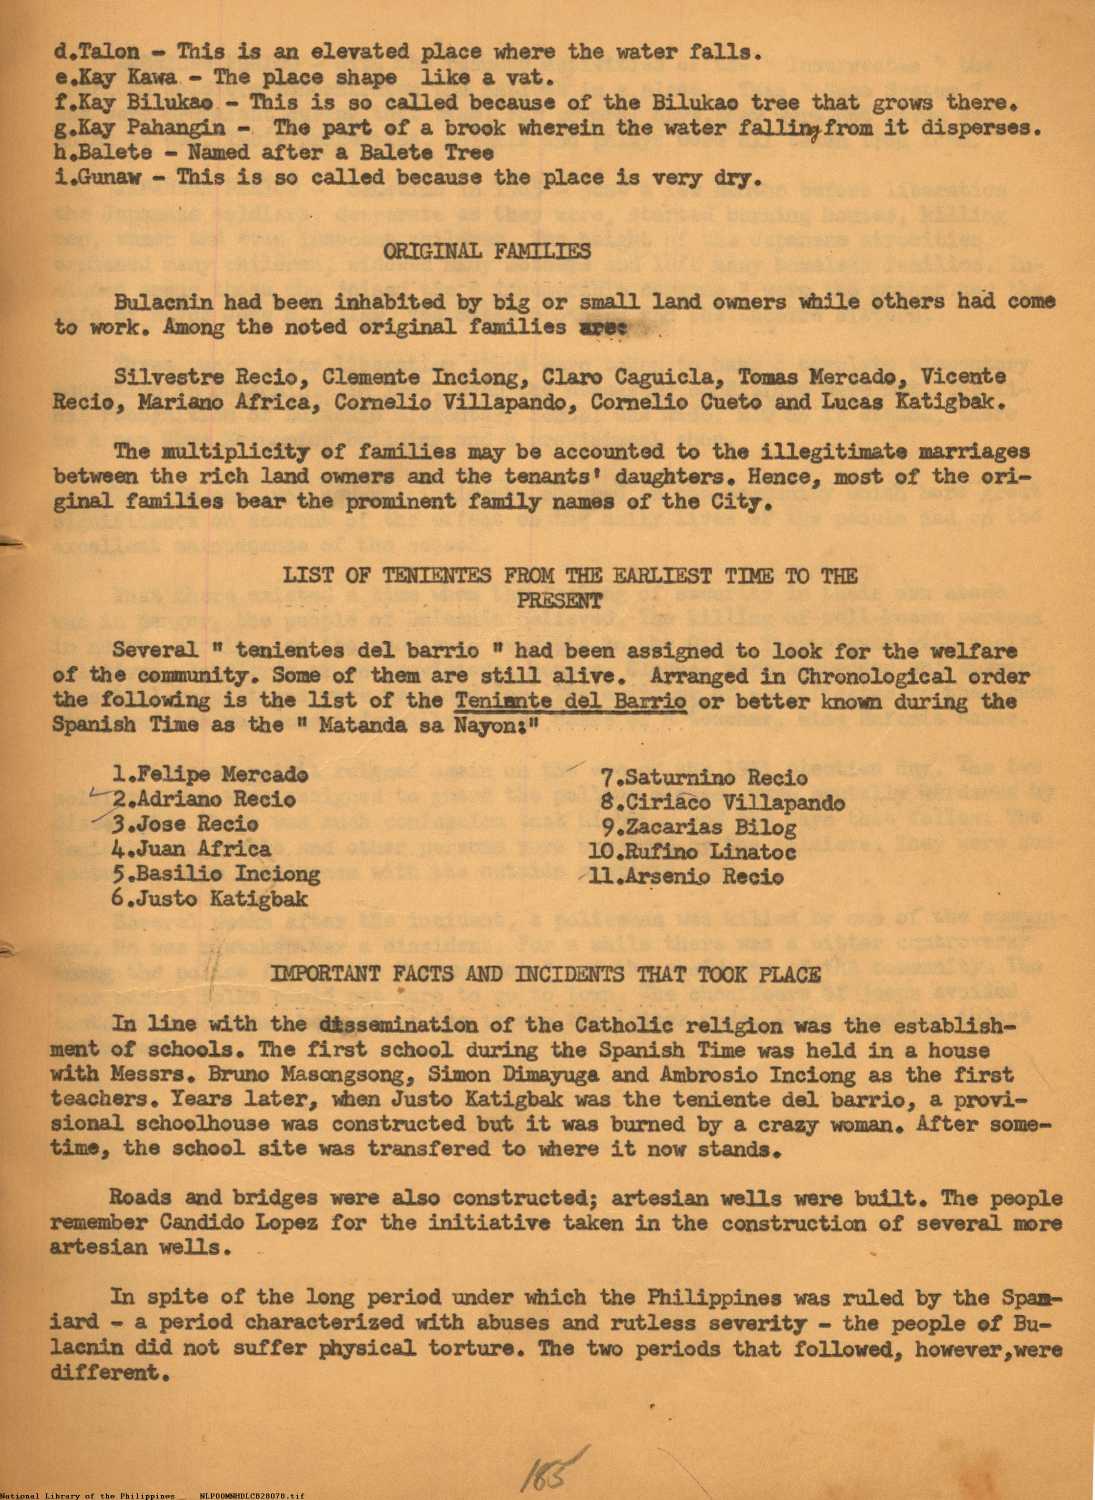 d.Talon - This is an elevated place where the water falls.
e.Kay Kawa - The place shape like a vat.
f.Kay Bilukao - This is so called because of the Bilukao tree that grows there.
g.Kay Pahangin - The part of a brook wherein the water falling from it disperses.
h.Balete - Named after a Balete Tree
i.Gunaw - This is so called because the place is very dry.
ORIGINAL FAMILIES
Bulacnin had been inhabited by big or small land owners while others had come
to work. Among the noted original families are:
Silvestre Recio, Clemente Inciong, Claro Caguicla, Tomas Mercado, Vicente
Recio, Mariano Africa, Cornelio Villapando, Cornelio Cueto and Lucas Katigbak.
The multiplicity of families may be accounted to the illegitimate marriages
between the rich land owners and the tenants' daughters. Hence, most of the ori-
ginal families bear the prominent family names of the City.
LIST OF TENIENTES FROM THE EARLIEST TIME TO THE
PRESENT
Several " tenientes del barrio " had been assigned to look for the welfare
of the community. Some of them are still alive. Arranged in Chronological order
the following is the list of the Teniente del Barrio or better known during the
Spanish Time as the " Matanda sa Nayon:"
1.Felipe Mercado
2.Adriano Recio
3.Jose Recio
4.Juan Africa
5.Basilio Inciong
6.Justo Katigbak
7.Saturnino Recio
8.Ciriaco Villapando
9.Zacarias Bilog
10.Rufino Linatoc
11.Arsenio Recio
IMPORTANT FACTS AND INCIDENTS THAT TOOK PLACE
In line with the dissemination of the Catholic religion was the establish-
ment of schools. The first school during the Spanish Time was held in a house
with Messrs. Bruno Masongsong, Simon Dimayuga and Ambrosio Inciong as the first
teachers. Years later, when Justo Katigbak was the teniente del barrio, a provi-
sional schoolhouse was constructed but it was burned by a crazy woman. After some-
time, the school site was transfered to where it now stands.
Roads and bridges were also constructed; artesian wells were built. The people
remember Candido Lopez for the initiative taken in the construction of several more
artesian wells.
In spite of the long period under which the Philippines was ruled by the Span-
iard - a period characterized with abuses and rutless severity - the people of Bu-
lacnin did not suffer physical torture. The two periods that followed, however,were
different.
185
National Library of the Philippines NLPOOMNHDLCB28078.tif